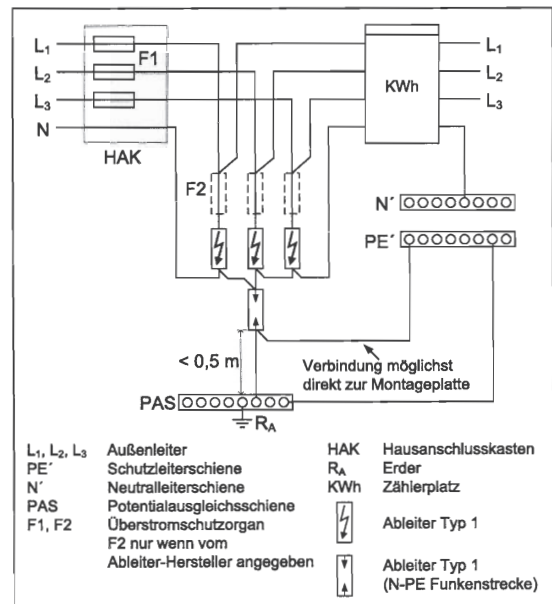 L₁
L₂
L₃
N
F1
HAK
KWh
L₁
L₂
L₃
F2
N´
PE´
< 0,5 m
Verbindung möglichst
direkt zur Montageplatte
PAS
R_A
L₁, L₂, L₃ Außenleiter
PE´ Schutzleiterschiene
N´ Neutralleiterschiene
PAS Potentialausgleichsschiene
F1, F2 Überstromschutzorgan
F2 nur wenn vom
Ableiter-Hersteller angegeben
HAK Hausanschlusskasten
R_A Erder
KWh Zählerplatz
Ableiter Typ 1
Ableiter Typ 1
(N-PE Funkenstrecke)